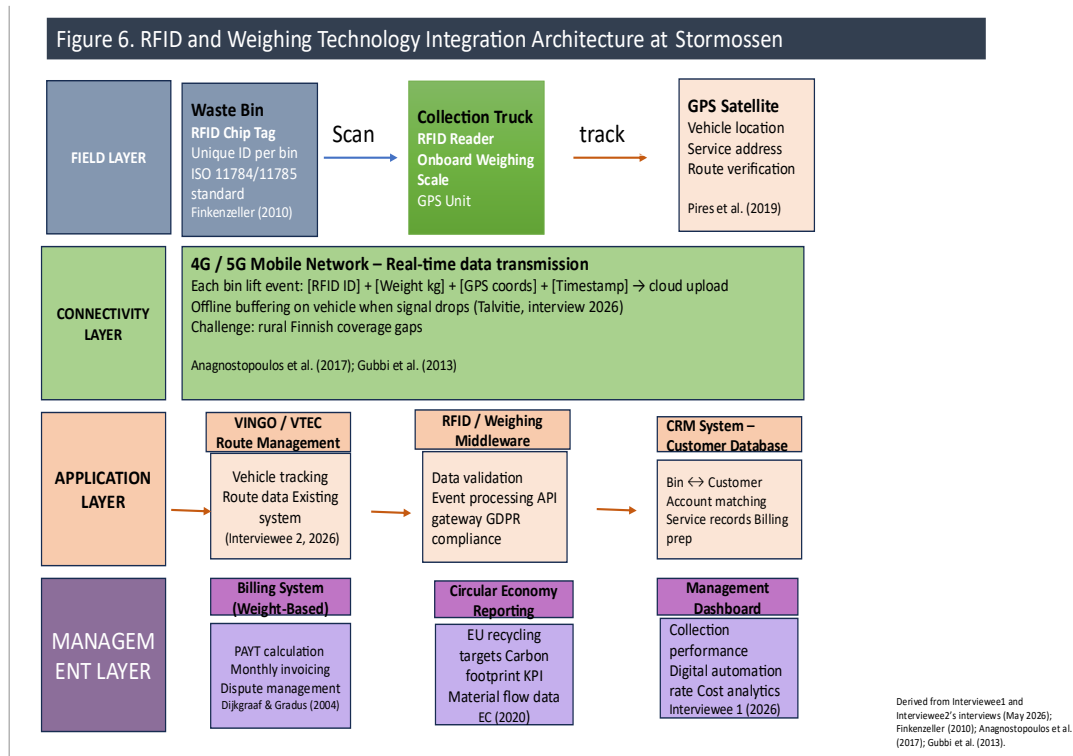 Figure 6. RFID and Weighing Technology Integration Architecture at Stormossen
FIELD LAYER
Waste Bin
RFID Chip Tag
Unique ID per bin
ISO 11784/11785
standard
Finkenzeller (2010)
Scan
Collection Truck
RFID Reader
Onboard Weighing
Scale
GPS Unit
track
GPS Satellite
Vehicle location
Service address
Route verification
Pires et al. (2019)
CONNECTIVITY
LAYER
4G / 5G Mobile Network – Real-time data transmission
Each bin lift event: [RFID ID] + [Weight kg] + [GPS coords] + [Timestamp] → cloud upload
Offline buffering on vehicle when signal drops (Talvitie, interview 2026)
Challenge: rural Finnish coverage gaps
Anagnostopoulos et al. (2017); Gubbi et al. (2013)
APPLICATION
LAYER
VINGO / VTEC
Route Management
Vehicle tracking
Route data Existing
system
(Interviewee 2, 2026)
RFID / Weighing
Middleware
Data validation
Event processing API
gateway GDPR
compliance
CRM System –
Customer Database
Bin ↔ Customer
Account matching
Service records Billing
prep
MANAGEM
ENT LAYER
Billing System
(Weight-Based)
PAYT calculation
Monthly invoicing
Dispute management
Dijkgraaf & Gradus (2004)
Circular Economy
Reporting
EU recycling
targets Carbon
footprint KPI
Material flow data
EC (2020)
Management
Dashboard
Collection
performance
Digital automation
rate Cost analytics
Interviewee 1 (2026)
Derived from Interviewee1 and
Interviewee2's interviews (May 2026);
Finkenzeller (2010); Anagnostopoulos et al.
(2017); Gubbi et al. (2013).